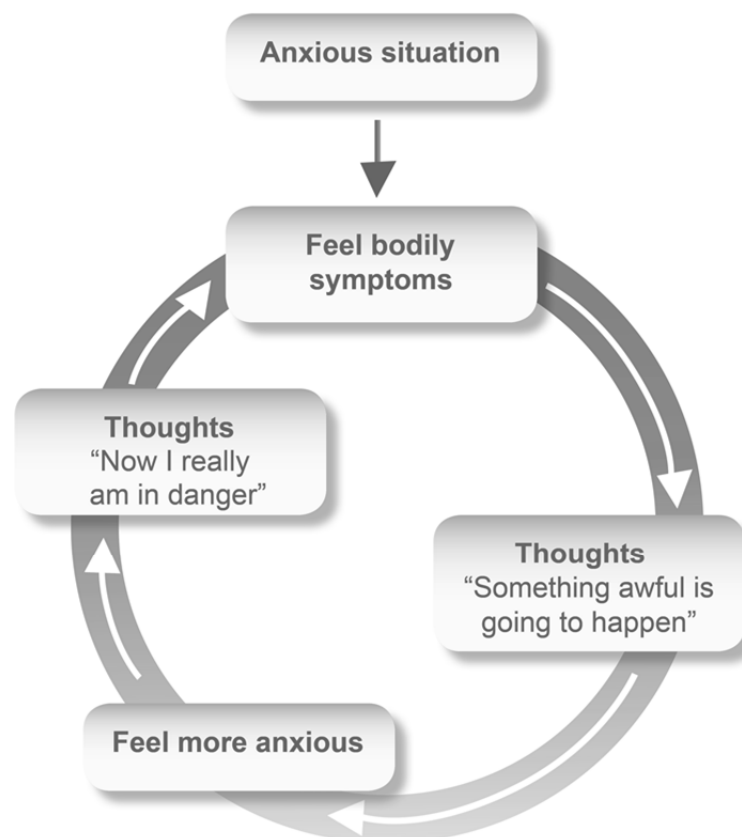 Anxious situation
Feel bodily
symptoms
Thoughts
“Now I really
am in danger”
Thoughts
“Something awful is
going to happen”
Feel more anxious